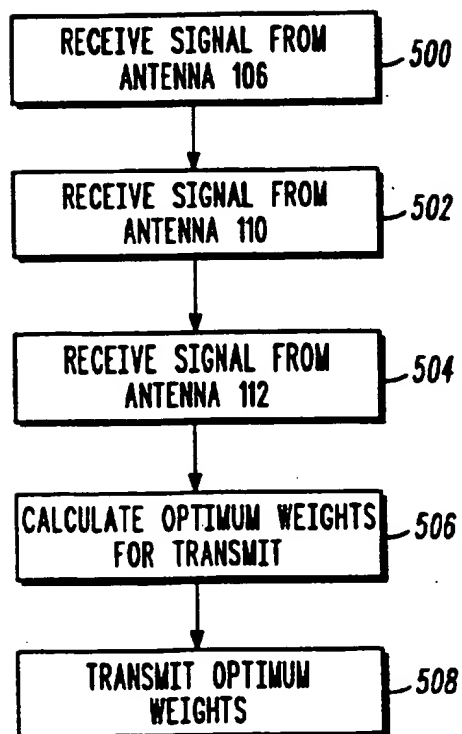 RECEIVE SIGNAL FROM
ANTENNA 106
500
RECEIVE SIGNAL FROM
ANTENNA 110
502
RECEIVE SIGNAL FROM
ANTENNA 112
504
CALCULATE OPTIMUM WEIGHTS
FOR TRANSMIT
506
TRANSMIT OPTIMUM
WEIGHTS
508